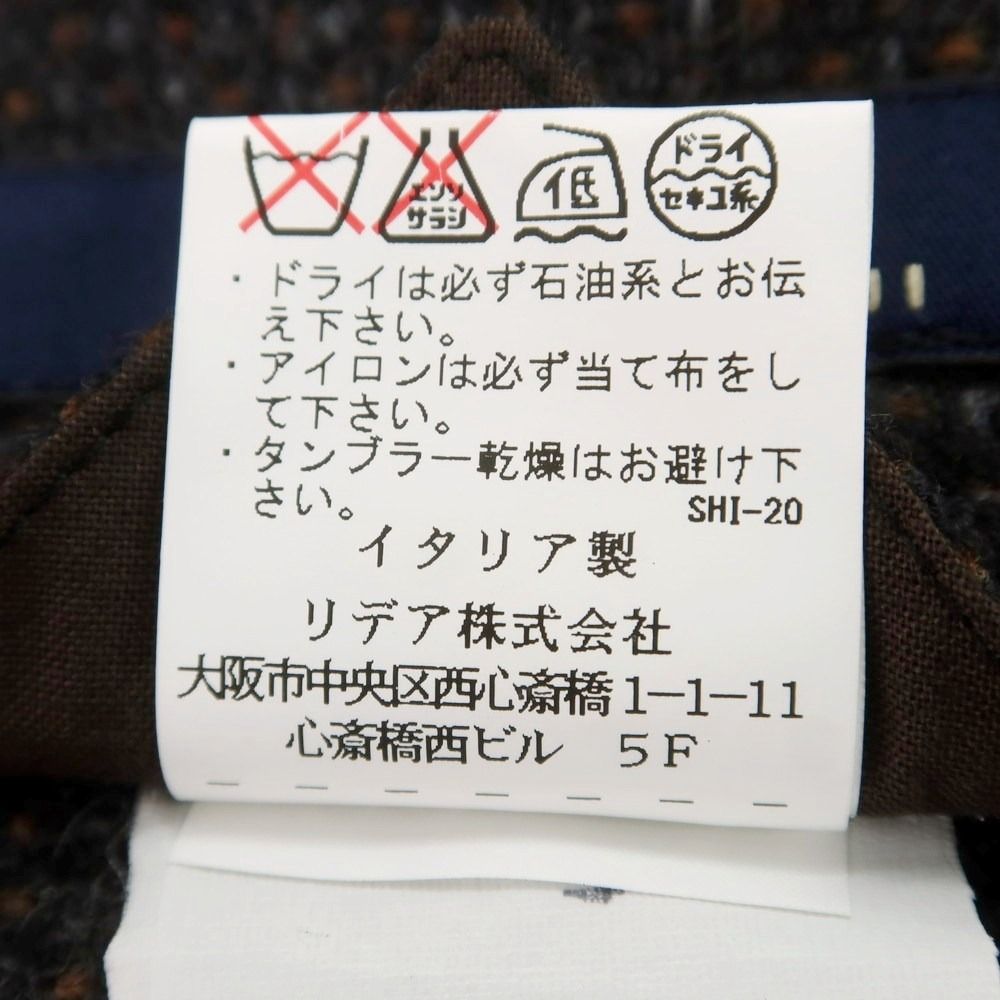 エンソ
サラシ
低
ドライ
セキユ系
・ドライは必ず石油系とお伝
え下さい。
・アイロンは必ず当て布をし
て下さい。
・タンブラー乾燥はお避け下
さい。 SHI-20
イタリア製
リデア株式会社
大阪市中央区西心斎橋1-1-11
心斎橋西ビル 5F